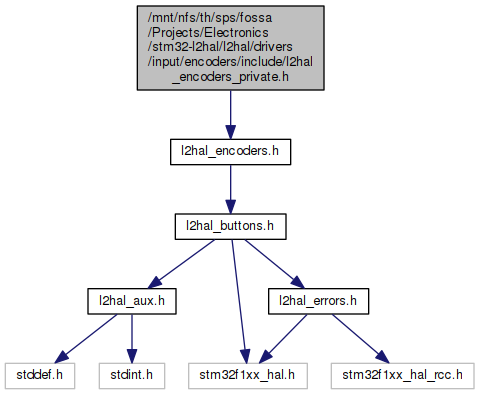 /mnt/nfs/th/sps/fossa
/Projects/Electronics
/stm32-l2hal/l2hal/drivers
/input/encoders/include/l2hal
_encoders_private.h
l2hal_encoders.h
l2hal_buttons.h
l2hal_aux.h
l2hal_errors.h
stddef.h
stdint.h
stm32f1xx_hal.h
stm32f1xx_hal_rcc.h